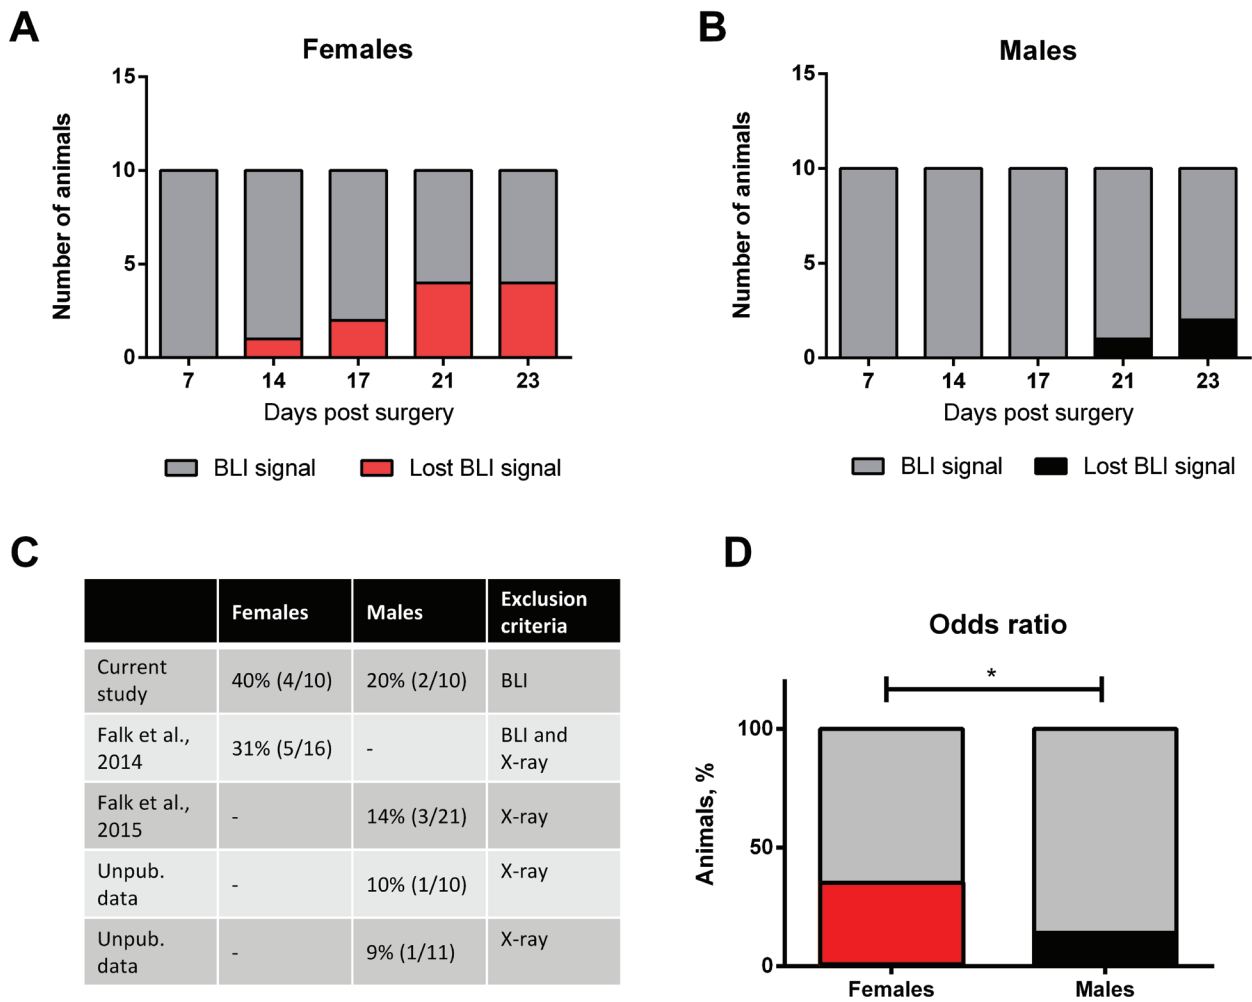 A
Females
Number of animals
15
10
5
0
7 14 17 21 23
Days post surgery
BLI signal Lost BLI signal
B
Males
Number of animals
15
10
5
0
7 14 17 21 23
Days post surgery
BLI signal Lost BLI signal
C
Females Males Exclusion
criteria
Current
study
40% (4/10) 20% (2/10) BLI
Falk et al.,
2014
31% (5/16) - BLI and
X-ray
Falk et al.,
2015
- 14% (3/21) X-ray
Unpub.
data
- 10% (1/10) X-ray
Unpub.
data
- 9% (1/11) X-ray
D
Odds ratio
*
Animals, %
100
50
0
Females Males